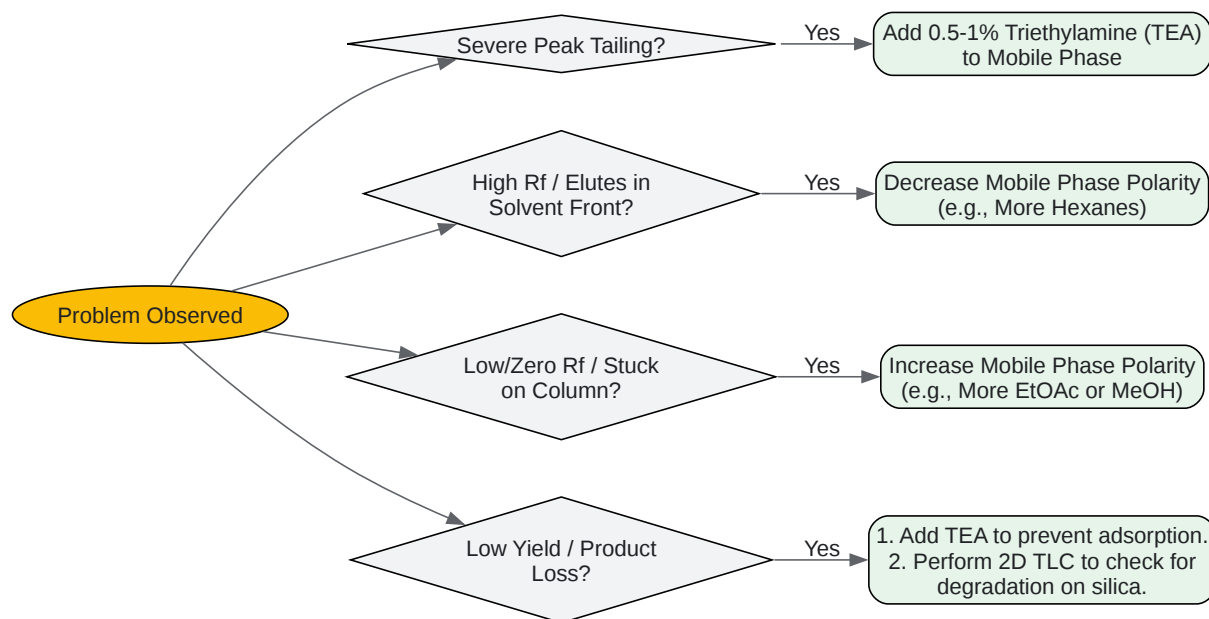 Severe Peak Tailing?
Yes
Add 0.5-1% Triethylamine (TEA)
to Mobile Phase
High Rf / Elutes in
Solvent Front?
Yes
Decrease Mobile Phase Polarity
(e.g., More Hexanes)
Problem Observed
Low/Zero Rf / Stuck
on Column?
Yes
Increase Mobile Phase Polarity
(e.g., More EtOAc or MeOH)
Low Yield / Product
Loss?
Yes
1. Add TEA to prevent adsorption.
2. Perform 2D TLC to check for
degradation on silica.